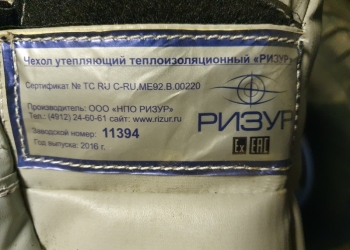 Чехол утепляющий теплоизоляционный «РИЗУР»
Сертификат № ТС RU C-RU.ME92.B.00220
Производитель: ООО «НПО РИЗУР»
Тел.: (4912) 24-60-61 сайт: www.rizur.ru
Заводской номер: 11394
Год выпуска: 2016 г.
РИЗУР
Ex EAC